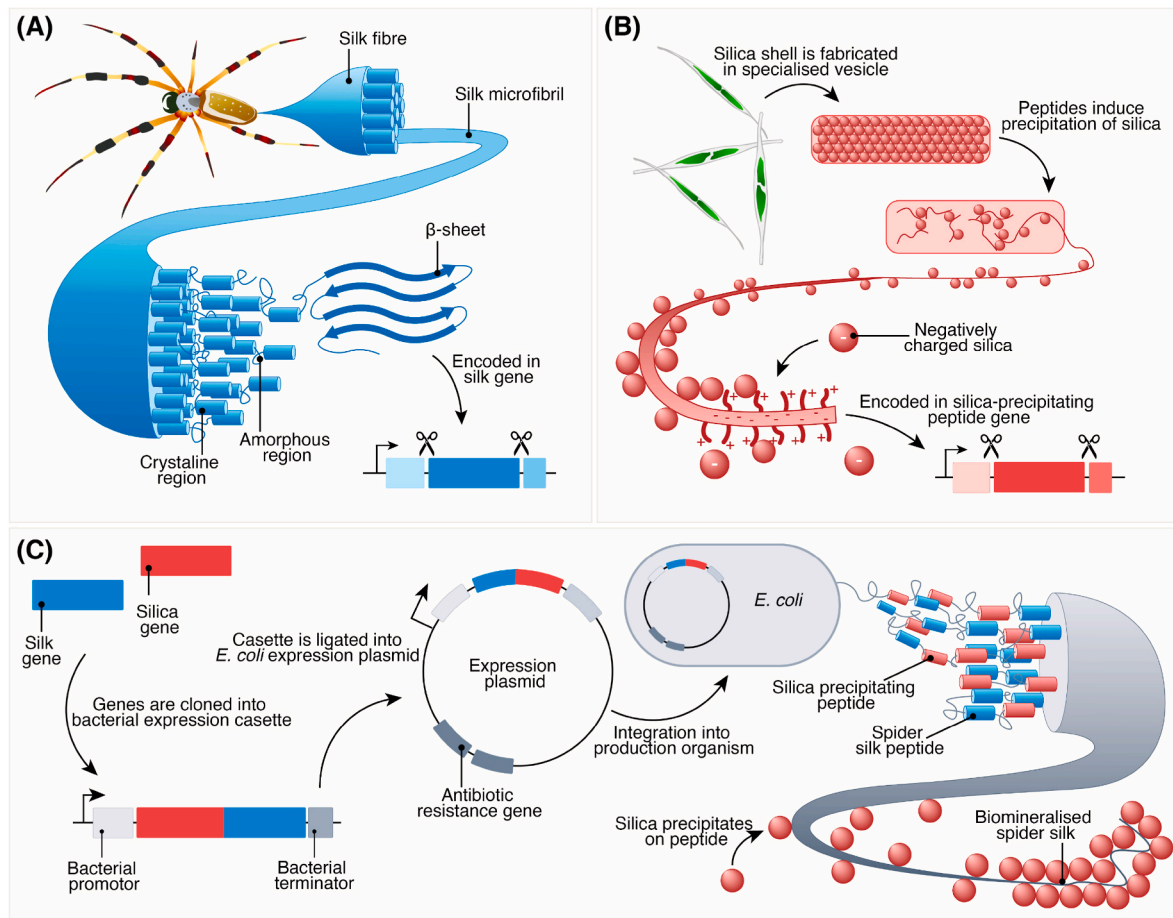 (A)
Silk fibre
Silk microfibril
β-sheet
Encoded in
silk gene
Amorphous
region
Crystaline
region
(B)
Silica shell is fabricated
in specialised vesicle
Peptides induce
precipitation of silica
Negatively
charged silica
-
+ + + + +
- - - - - -
+ + + + +
Encoded in silica-precipitating
peptide gene
-
-
(C)
Silk
gene
Silica
gene
Genes are cloned into
bacterial expression casette
Bacterial
promotor
Bacterial
terminator
Casette is ligated into
E. coli expression plasmid
Expression
plasmid
Antibiotic
resistance gene
Integration into
production organism
E. coli
Silica precipitating
peptide
Spider
silk peptide
Silica precipitates
on peptide
Biomineralised
spider silk